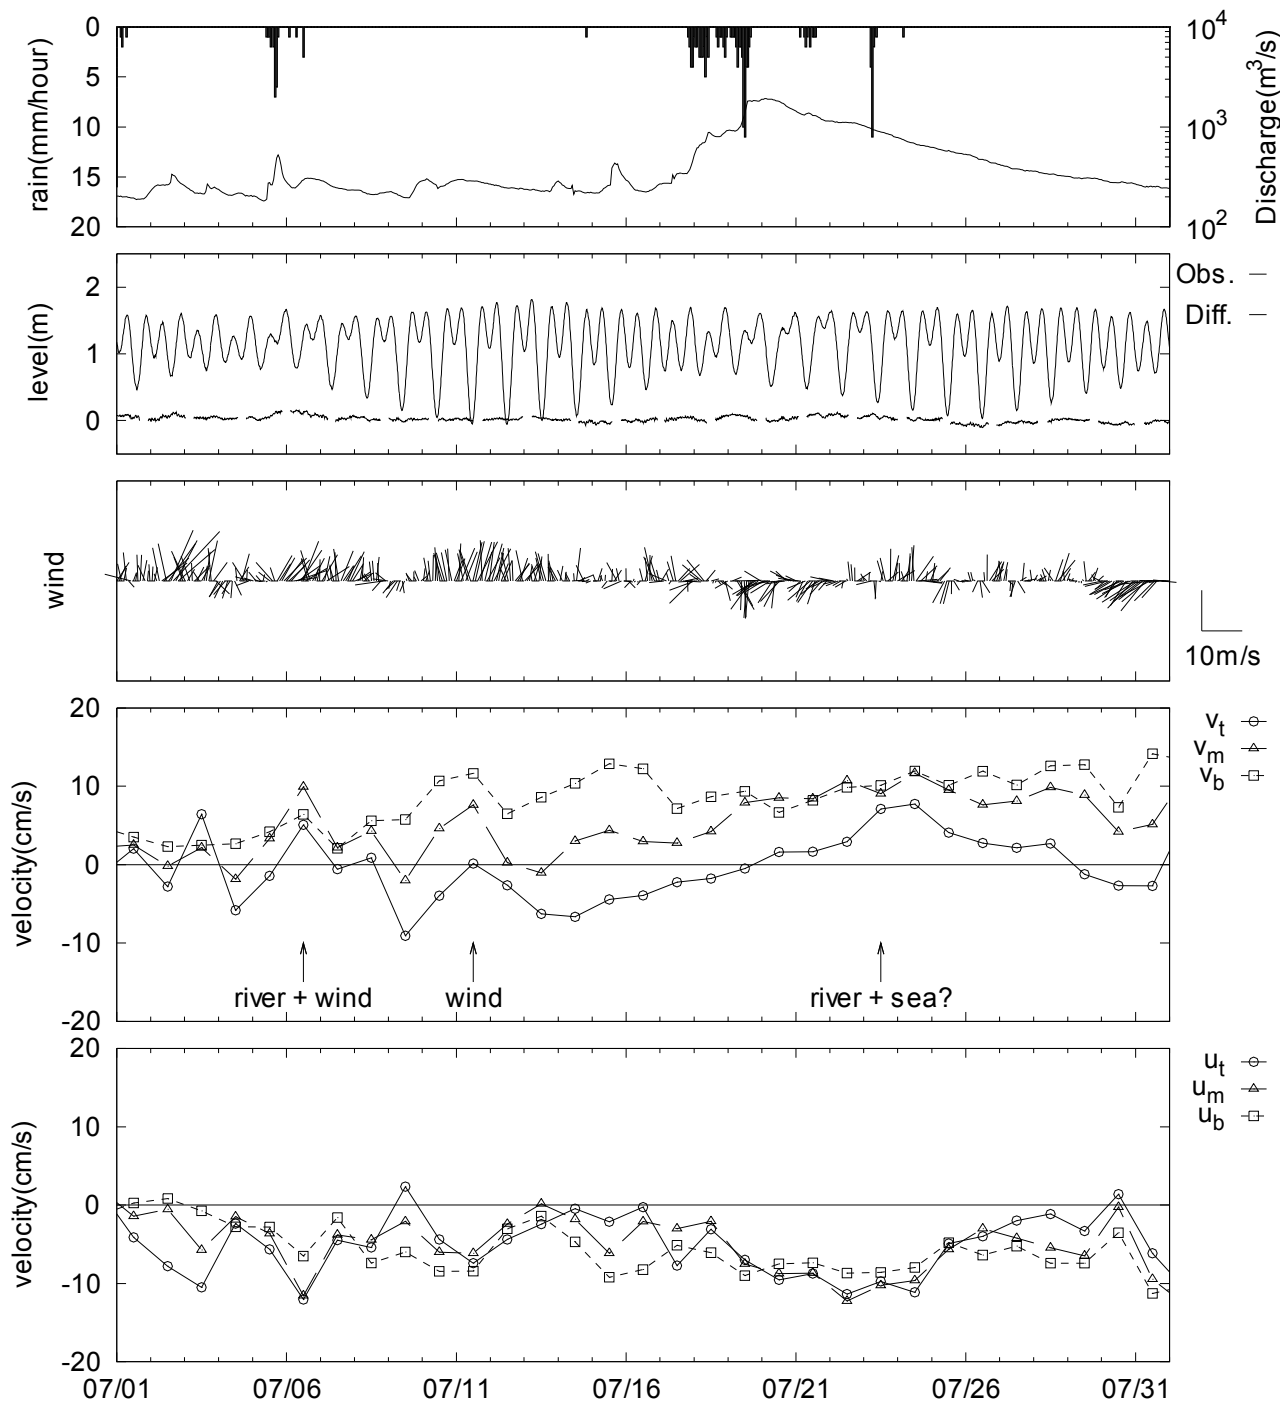 rain(mm/hour)
0
5
10
15
20
10^4
10^3
10^2
Discharge(m^3/s)
level(m)
2
1
0
Obs.
Diff.
wind
10m/s
velocity(cm/s)
20
10
0
-10
-20
v_t
v_m
v_b
river + wind
wind
river + sea?
velocity(cm/s)
20
10
0
-10
-20
u_t
u_m
u_b
07/01 07/06 07/11 07/16 07/21 07/26 07/31